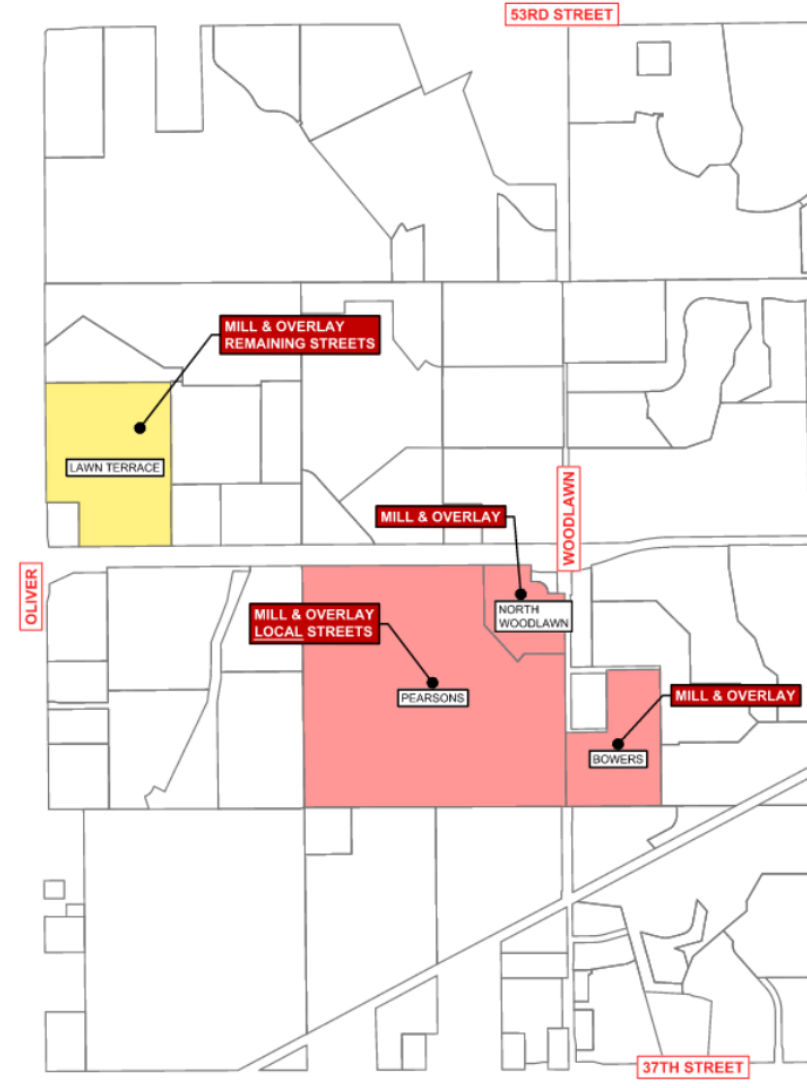 53RD STREET
MILL & OVERLAY
REMAINING STREETS
LAWN TERRACE
MILL & OVERLAY
WOODLAWN
OLIVER
MILL & OVERLAY
LOCAL STREETS
NORTH
WOODLAWN
PEARSONS
MILL & OVERLAY
BOWERS
37TH STREET